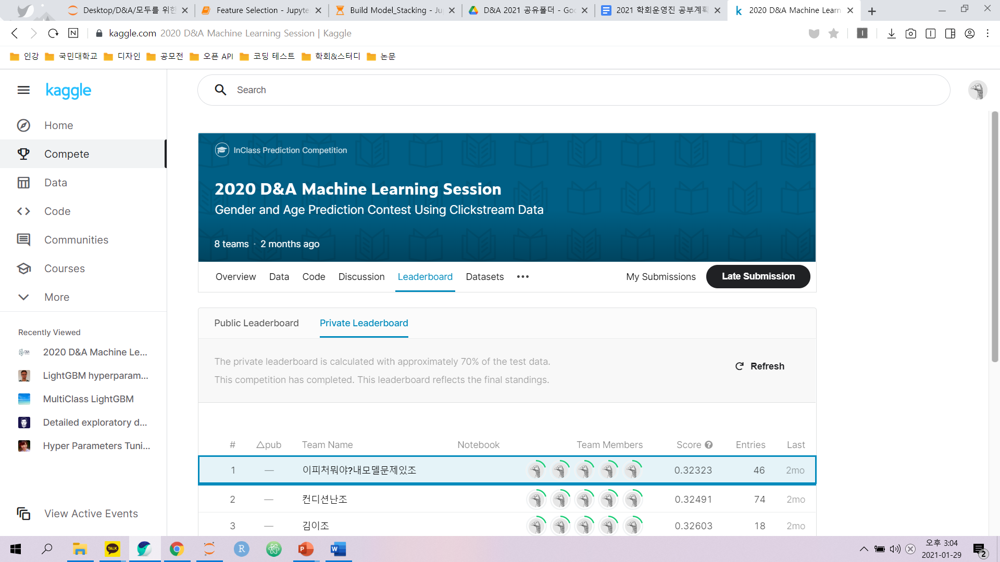 Desktop/D&A/모두를 위한
Feature Selection - Jupyte
Build Model_Stacking - Ju
D&A 2021 공유폴더 - Goo
2021 학회운영진 공부계획
2020 D&A Machine Learn
kaggle.com 2020 D&A Machine Learning Session | Kaggle
인강
국민대학교
디자인
공모전
오픈 API
코딩 테스트
학회&스터디
논문
kaggle
Search
Home
Compete
Data
Code
Communities
Courses
More
Recently Viewed
2020 D&A Machine Le...
LightGBM hyperparam...
MultiClass LightGBM
Detailed exploratory d...
Hyper Parameters Tuni...
View Active Events
InClass Prediction Competition
2020 D&A Machine Learning Session
Gender and Age Prediction Contest Using Clickstream Data
8 teams · 2 months ago
Overview Data Code Discussion Leaderboard Datasets ••• My Submissions Late Submission
Public Leaderboard Private Leaderboard
The private leaderboard is calculated with approximately 70% of the test data.
This competition has completed. This leaderboard reflects the final standings.
Refresh
# △pub Team Name Notebook Team Members Score Entries Last
1 — 이피처뭐야?내모델문제있조 0.32323 46 2mo
2 — 컨디션난조 0.32491 74 2mo
3 — 김이조 0.32603 18 2mo
오후 3:04
2021-01-29
2